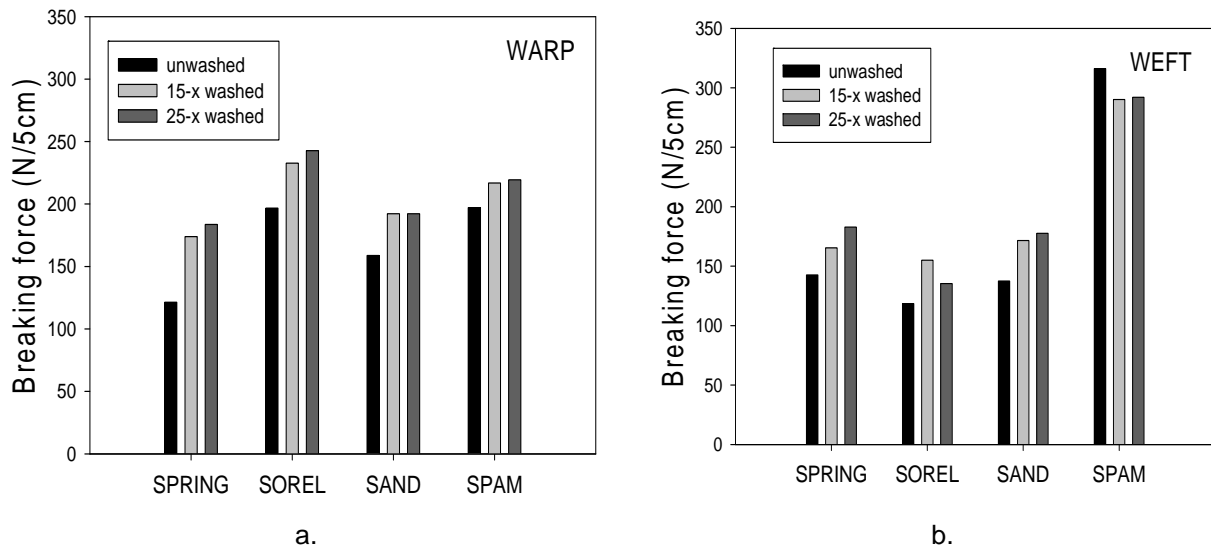 350
300
250
200
150
100
50
0
Breaking force (N/5cm)
unwashed
15-x washed
25-x washed
WARP
SPRING SOREL SAND SPAM
a.
350
300
250
200
150
100
50
0
Breaking force (N/5cm)
unwashed
15-x washed
25-x washed
WEFT
SPRING SOREL SAND SPAM
b.